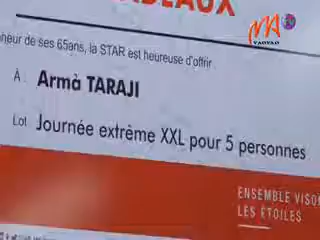 DEAUX
neur de ses 65ans, la STAR est heureuse d'offrir
À : Armà TARAJI
Lot : Journée extrême XXL pour 5 personnes
ENSEMBLE VISO
LES ÉTOILES